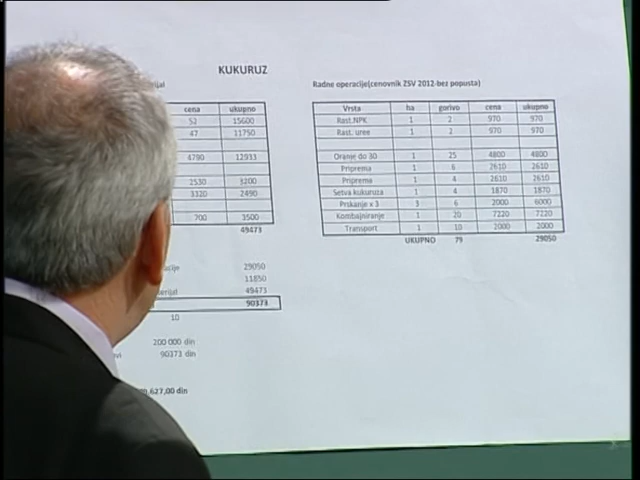 KUKURUZ
Radne operacije(cenovnik ZSV 2012-bez popusta)
cena ukupno
52 15600
47 11750
4790 12933
2530 3200
3320 2490
700 3500
49473
Vrsta ha gorivo cena ukupno
Rast.NPK 1 2 970 970
Rast. uree 1 2 970 970
Oranje do 30 1 25 4800 4800
Priprema 1 6 2610 2610
Priprema 1 4 2610 2610
Setva kukuruza 1 4 1870 1870
Prskanje x 3 3 6 2000 6000
Kombajniranje 1 20 7220 7220
Transport 1 10 2000 2000
UKUPNO 79 29050
29050
11850
49473
90373
10
200 000 din
90373 din
627,00 din